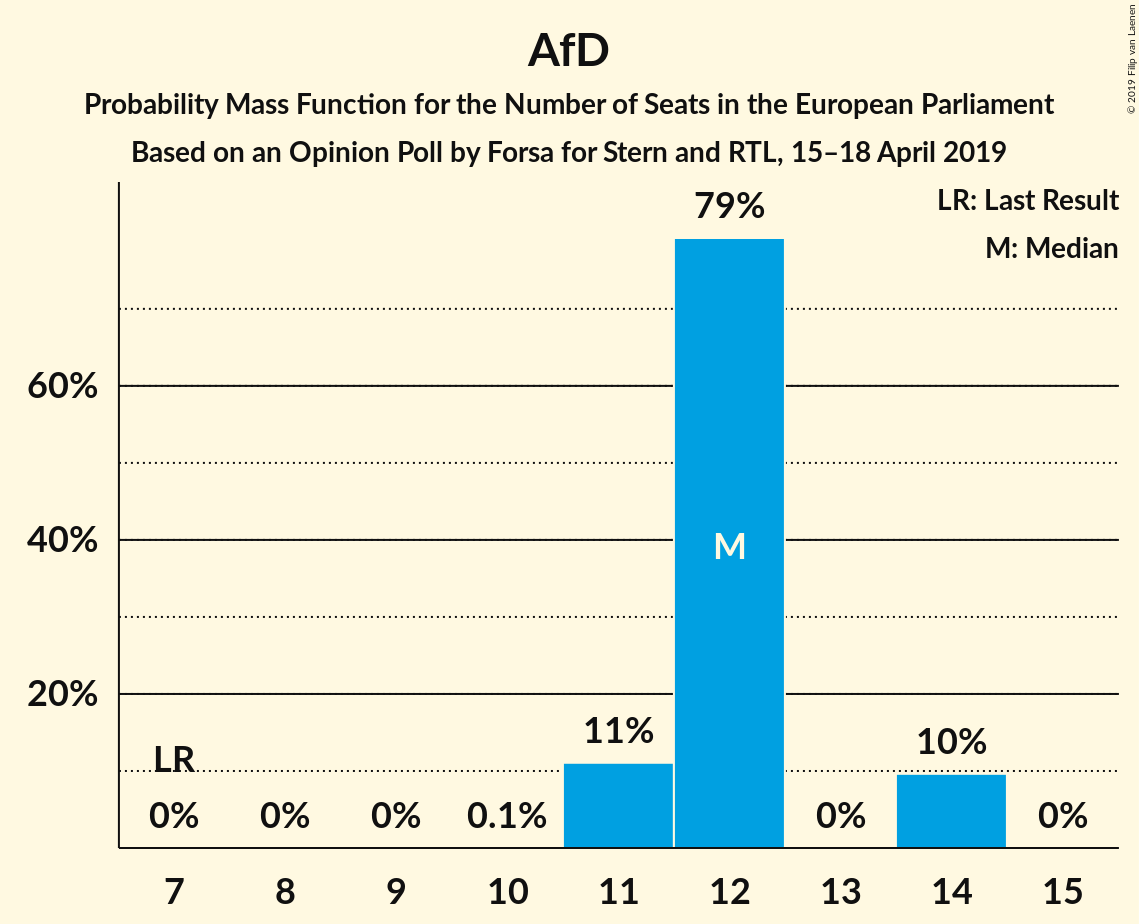 AfD
Probability Mass Function for the Number of Seats in the European Parliament
Based on an Opinion Poll by Forsa for Stern and RTL, 15–18 April 2019
© 2019 Filip van Laenen
LR: Last Result
M: Median
79%
60%
40%
M
20%
11%
10%
LR
0% 0% 0% 0.1% 0% 0%
7 8 9 10 11 12 13 14 15